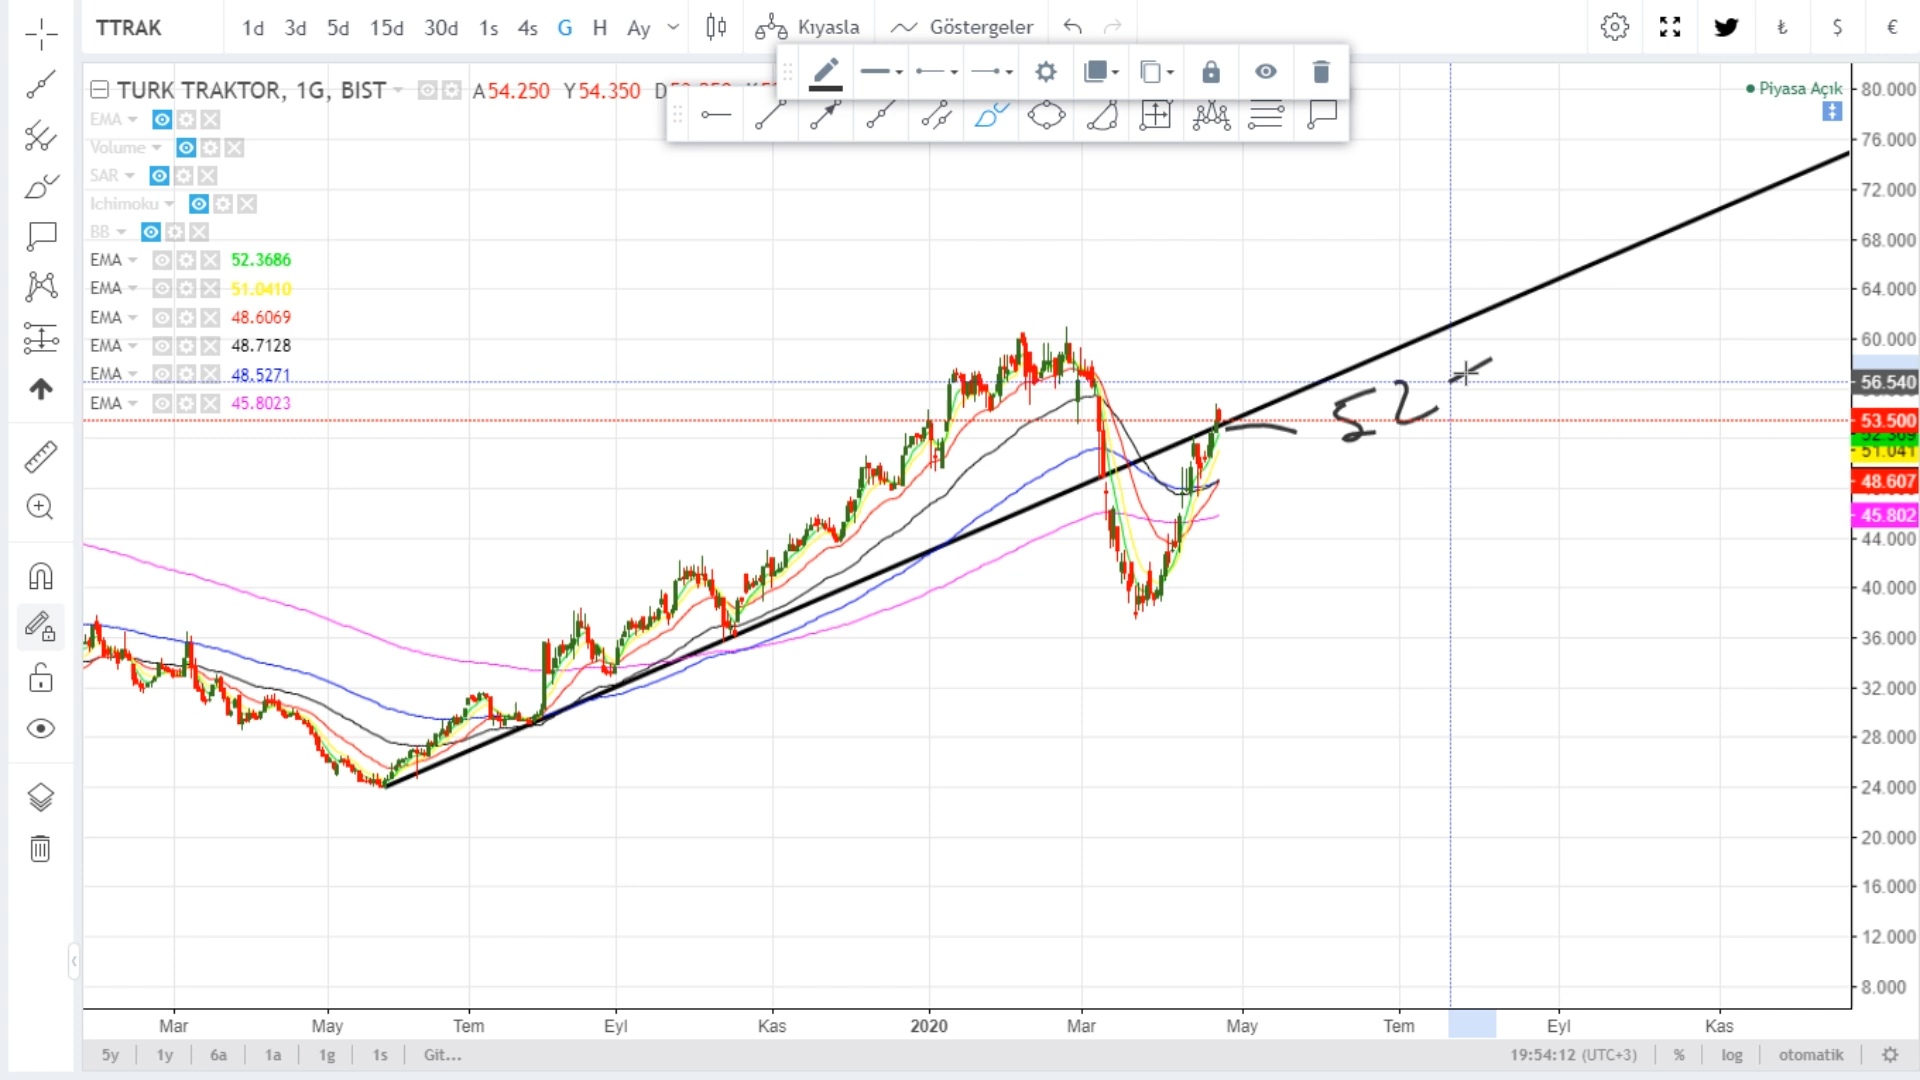 TTRAK 1d 3d 5d 15d 30d 1s 4s G H Ay Kıyasla Göstergeler ₺ $ €
TURK TRAKTOR, 1G, BIST A54.250 Y54.350
Piyasa Açık
EMA
Volume
SAR
Ichimoku
BB
EMA 52.3686
EMA 51.0410
EMA 48.6069
EMA 48.7128
EMA 48.5271
EMA 45.8023
52
80.000
76.000
72.000
68.000
64.000
60.000
56.540
53.500
52.369
51.041
48.607
45.802
44.000
40.000
36.000
32.000
28.000
24.000
20.000
16.000
12.000
8.000
Mar May Tem Eyl Kas 2020 Mar May Tem Eyl Kas
5y 1y 6a 1a 1g 1s Git... 19:54:12 (UTC+3) % log otomatik